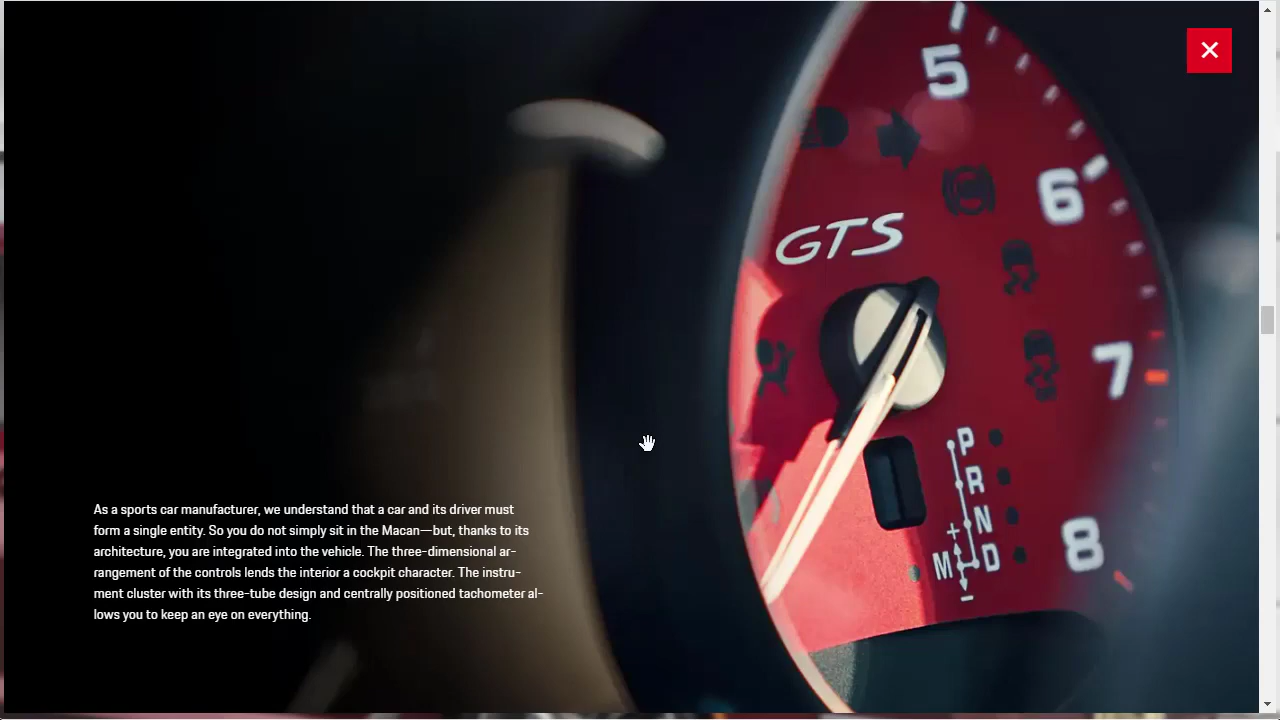 5
6
GTS
7
P
R
N
+
8
M D
–
As a sports car manufacturer, we understand that a car and its driver must
form a single entity. So you do not simply sit in the Macan—but, thanks to its
architecture, you are integrated into the vehicle. The three-dimensional ar-
rangement of the controls lends the interior a cockpit character. The instru-
ment cluster with its three-tube design and centrally positioned tachometer al-
lows you to keep an eye on everything.